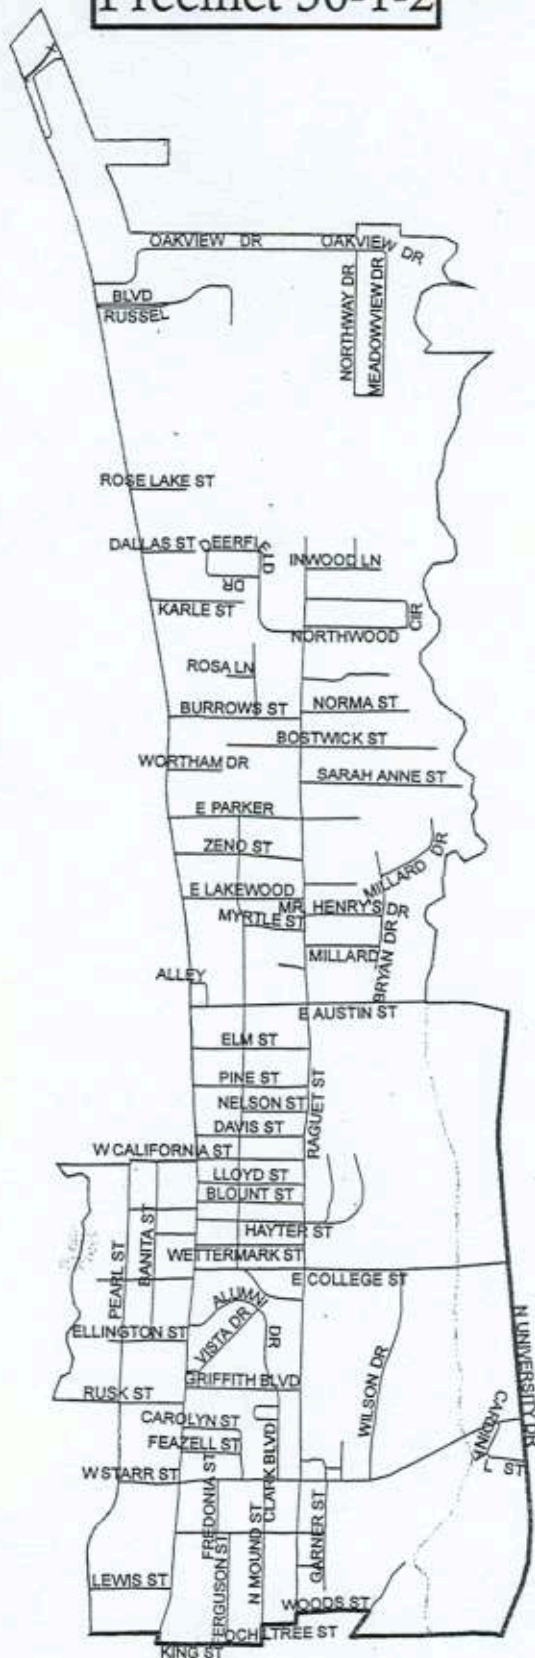 Precinct 36-1-2
OAKVIEW DR
OAKVIEW DR
BLVD
RUSSEL
NORTHWAY DR
MEADOWVIEW DR
ROSE LAKE ST
DALLAS ST
DEERFIELD
DR
INWOOD LN
KARLE ST
NORTHWOOD
CIR
ROSA LN
BURROWS ST
NORMA ST
BOSTWICK ST
WORTHAM DR
SARAH ANNE ST
E PARKER
ZENO ST
MILLARD DR
E LAKEWOOD
MR HENRY'S DR
MYRTLE ST
MILLARD
BRYAN DR
ALLEY
E AUSTIN ST
ELM ST
PINE ST
NELSON ST
RAGUET ST
DAVIS ST
W CALIFORNIA ST
LLOYD ST
BLOUNT ST
BANITA ST
HAYTER ST
PEARL ST
WETTERMARK ST
E COLLEGE ST
ALUMNI
DR
VISTA DR
ELLINGTON ST
N UNIVERSITY DR
WILSON DR
GRIFFITH BLVD
RUSK ST
CARDINAL ST
CAROLYN ST
CLARK BLVD
FEAZELL ST
W STARR ST
FREDONIA ST
N MOUND ST
GARNER ST
FERGUSON ST
LEWIS ST
WOODS ST
OCHILTREE ST
KING ST